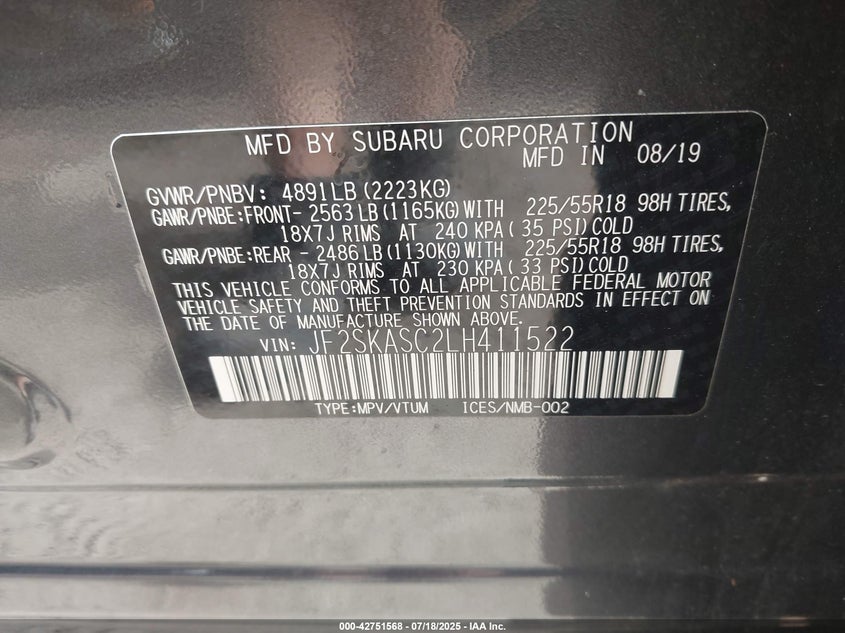 MFD BY SUBARU CORPORATION
MFD IN 08/19
GVWR/PNBV: 4891LB(2223KG)
GAWR/PNBE:FRONT- 2563LB(1165KG)WITH 225/55R18 98H TIRES,
18X7J RIMS AT 240 KPA( 35 PSI)COLD
GAWR/PNBE:REAR - 2486LB(1130KG)WITH 225/55R18 98H TIRES,
18X7J RIMS AT 230 KPA( 33 PSI)COLD
THIS VEHICLE CONFORMS TO ALL APPLICABLE FEDERAL MOTOR
VEHICLE SAFETY AND THEFT PREVENTION STANDARDS IN EFFECT ON
THE DATE OF MANUFACTURE SHOWN ABOVE.
VIN: JF2SKASC2LH411522
TYPE:MPV/VTUM ICES/NMB-002
000-42751568 - 07/18/2025 - IAA Inc.